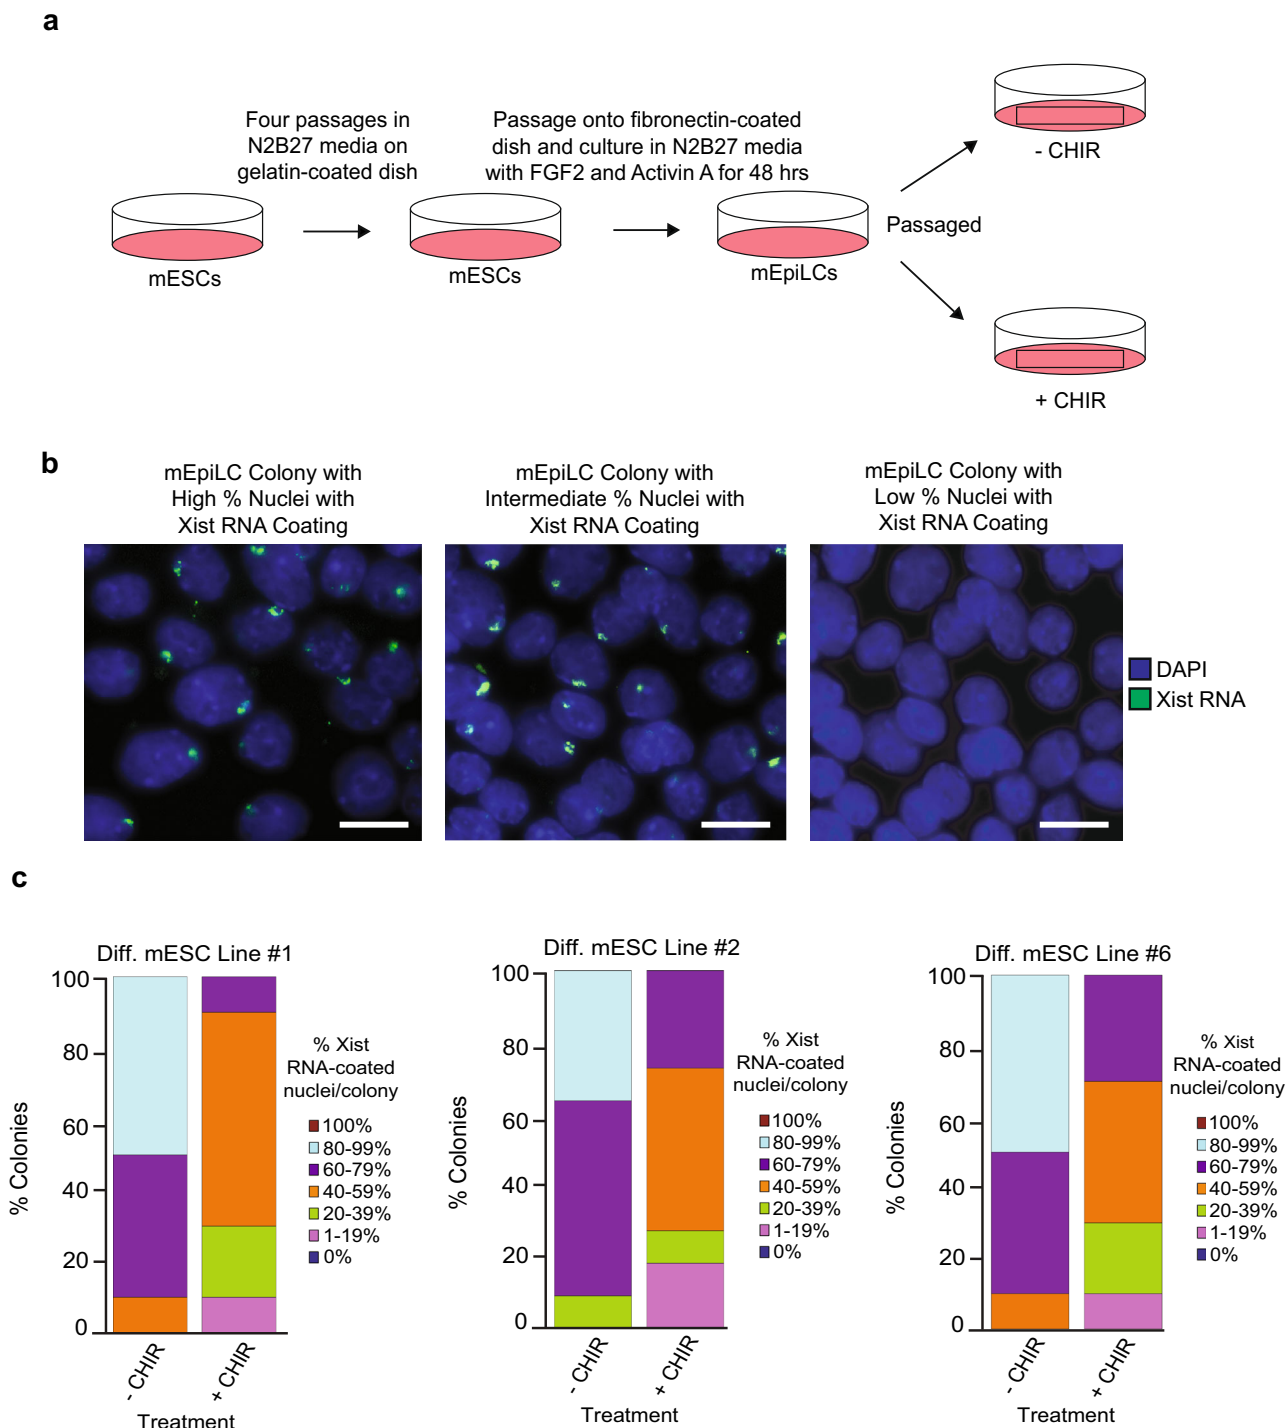 a
Four passages in
N2B27 media on
gelatin-coated dish
Passage onto fibronectin-coated
dish and culture in N2B27 media
with FGF2 and Activin A for 48 hrs
mESCs
mESCs
mEpiLCs
Passaged
- CHIR
+ CHIR
b
mEpiLC Colony with
High % Nuclei with
Xist RNA Coating
mEpiLC Colony with
Intermediate % Nuclei with
Xist RNA Coating
mEpiLC Colony with
Low % Nuclei with
Xist RNA Coating
DAPI
Xist RNA
c
Diff. mESC Line #1
% Colonies
100
80
60
40
20
0
- CHIR
+ CHIR
Treatment
% Xist
RNA-coated
nuclei/colony
100%
80-99%
60-79%
40-59%
20-39%
1-19%
0%
Diff. mESC Line #2
% Colonies
100
80
60
40
20
0
- CHIR
+ CHIR
Treatment
% Xist
RNA-coated
nuclei/colony
100%
80-99%
60-79%
40-59%
20-39%
1-19%
0%
Diff. mESC Line #6
% Colonies
100
80
60
40
20
0
- CHIR
+ CHIR
Treatment
% Xist
RNA-coated
nuclei/colony
100%
80-99%
60-79%
40-59%
20-39%
1-19%
0%